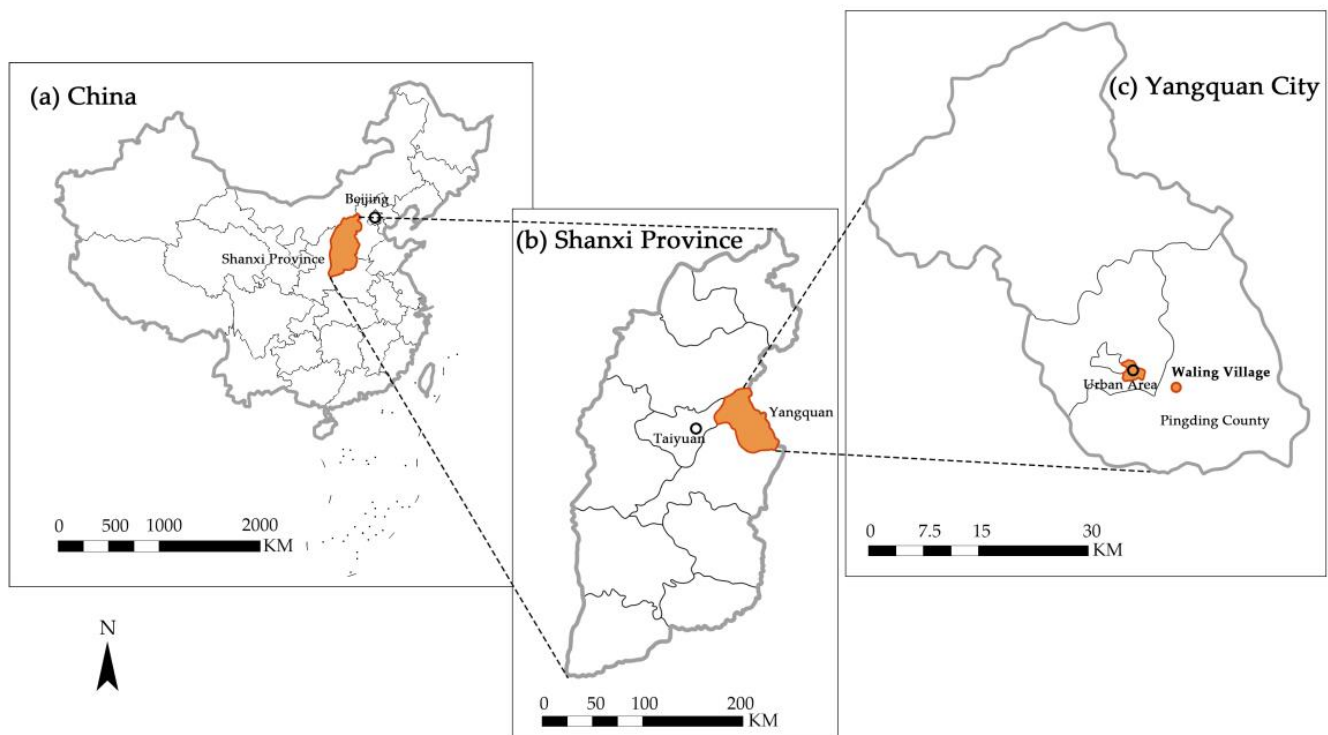 (a) China
Beijing
Shanxi Province
0 500 1000 2000
KM
N
(b) Shanxi Province
Yangquan
Taiyuan
0 50 100 200
KM
(c) Yangquan City
Waling Village
Urban Area
Pingding County
0 7.5 15 30
KM